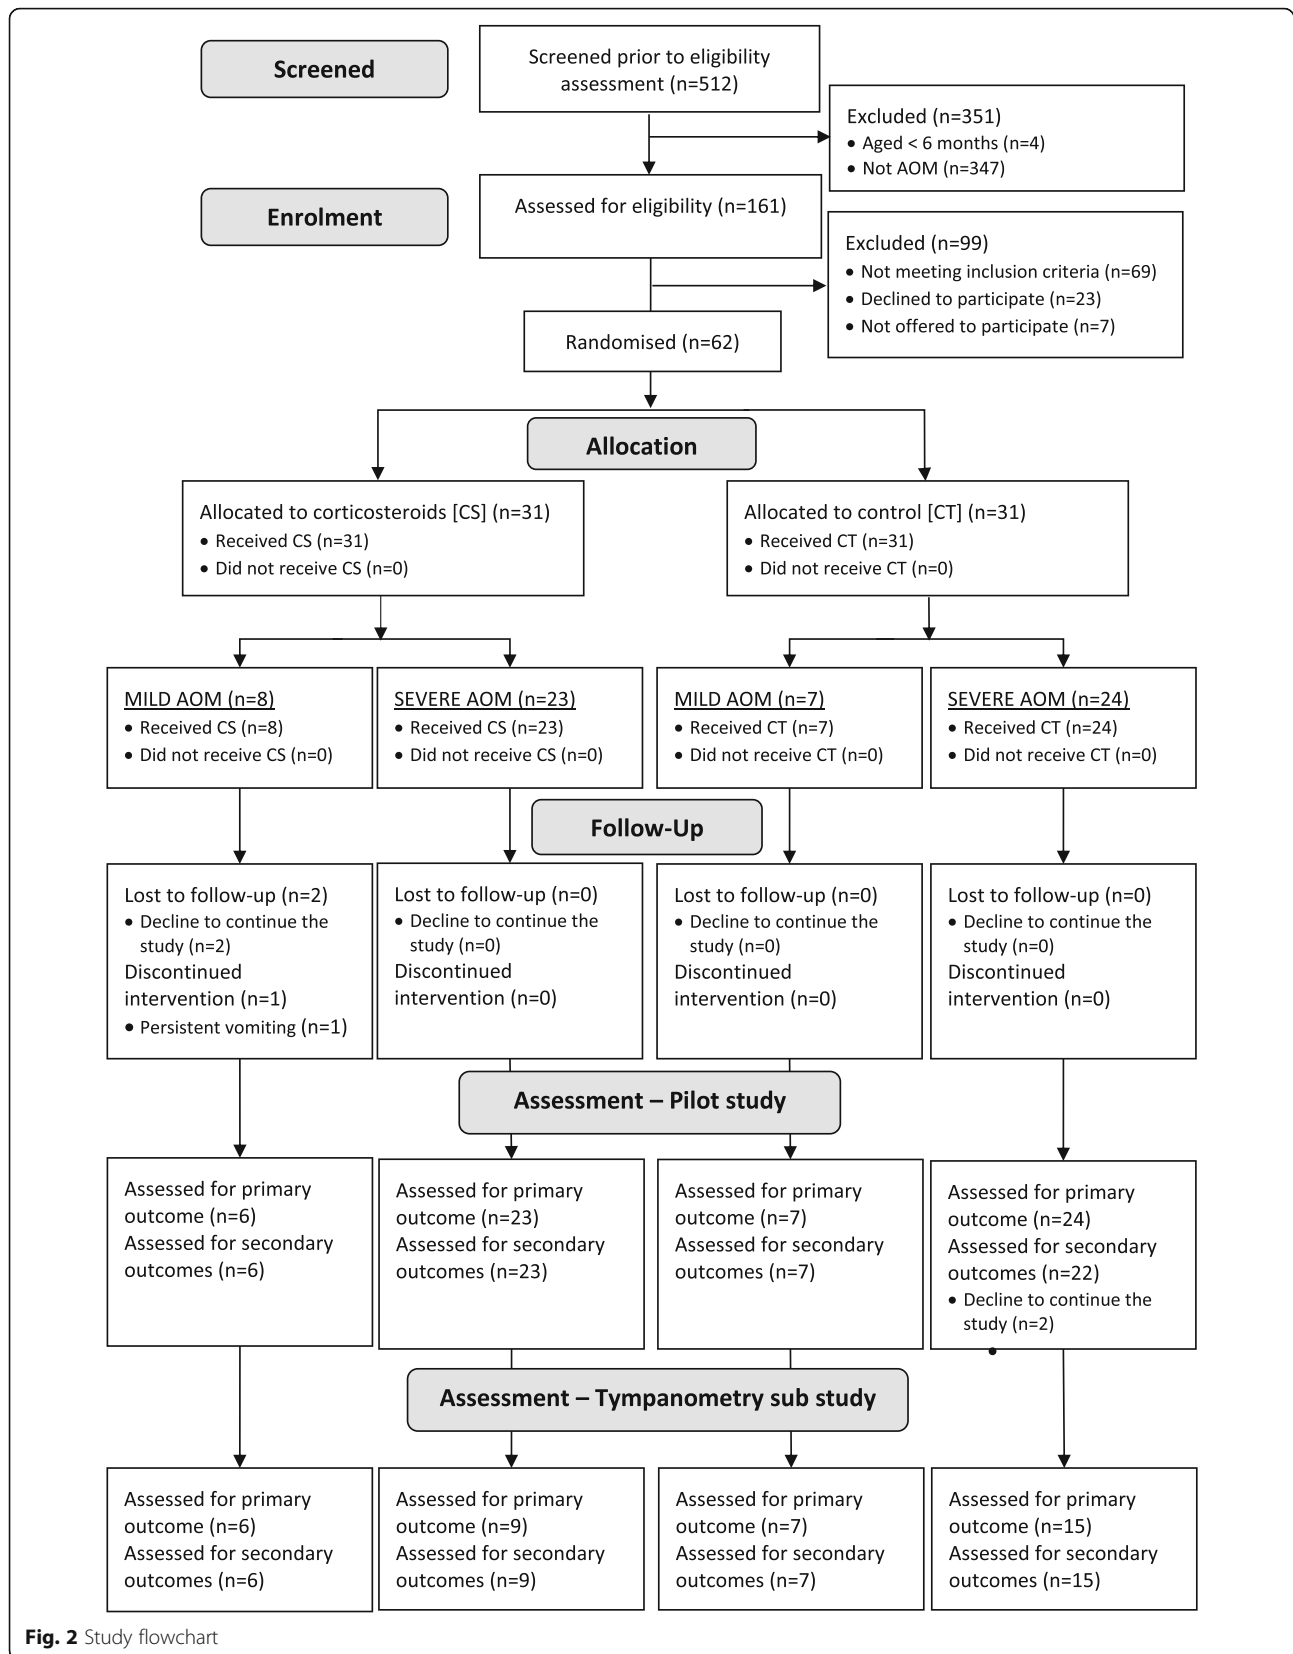 Screened
Screened prior to eligibility
assessment (n=512)
Excluded (n=351)
• Aged < 6 months (n=4)
• Not AOM (n=347)
Enrolment
Assessed for eligibility (n=161)
Excluded (n=99)
• Not meeting inclusion criteria (n=69)
• Declined to participate (n=23)
• Not offered to participate (n=7)
Randomised (n=62)
Allocation
Allocated to corticosteroids [CS] (n=31)
• Received CS (n=31)
• Did not receive CS (n=0)
Allocated to control [CT] (n=31)
• Received CT (n=31)
• Did not receive CT (n=0)
MILD AOM (n=8)
• Received CS (n=8)
• Did not receive CS (n=0)
SEVERE AOM (n=23)
• Received CS (n=23)
• Did not receive CS (n=0)
MILD AOM (n=7)
• Received CT (n=7)
• Did not receive CT (n=0)
SEVERE AOM (n=24)
• Received CT (n=24)
• Did not receive CT (n=0)
Follow-Up
Lost to follow-up (n=2)
• Decline to continue the
study (n=2)
Discontinued
intervention (n=1)
• Persistent vomiting (n=1)
Lost to follow-up (n=0)
• Decline to continue the
study (n=0)
Discontinued
intervention (n=0)
Lost to follow-up (n=0)
• Decline to continue the
study (n=0)
Discontinued
intervention (n=0)
Lost to follow-up (n=0)
• Decline to continue the
study (n=0)
Discontinued
intervention (n=0)
Assessment – Pilot study
Assessed for primary
outcome (n=6)
Assessed for secondary
outcomes (n=6)
Assessed for primary
outcome (n=23)
Assessed for secondary
outcomes (n=23)
Assessed for primary
outcome (n=7)
Assessed for secondary
outcomes (n=7)
Assessed for primary
outcome (n=24)
Assessed for secondary
outcomes (n=22)
• Decline to continue the
study (n=2)
•
Assessment – Tympanometry sub study
Assessed for primary
outcome (n=6)
Assessed for secondary
outcomes (n=6)
Assessed for primary
outcome (n=9)
Assessed for secondary
outcomes (n=9)
Assessed for primary
outcome (n=7)
Assessed for secondary
outcomes (n=7)
Assessed for primary
outcome (n=15)
Assessed for secondary
outcomes (n=15)
Fig. 2 Study flowchart